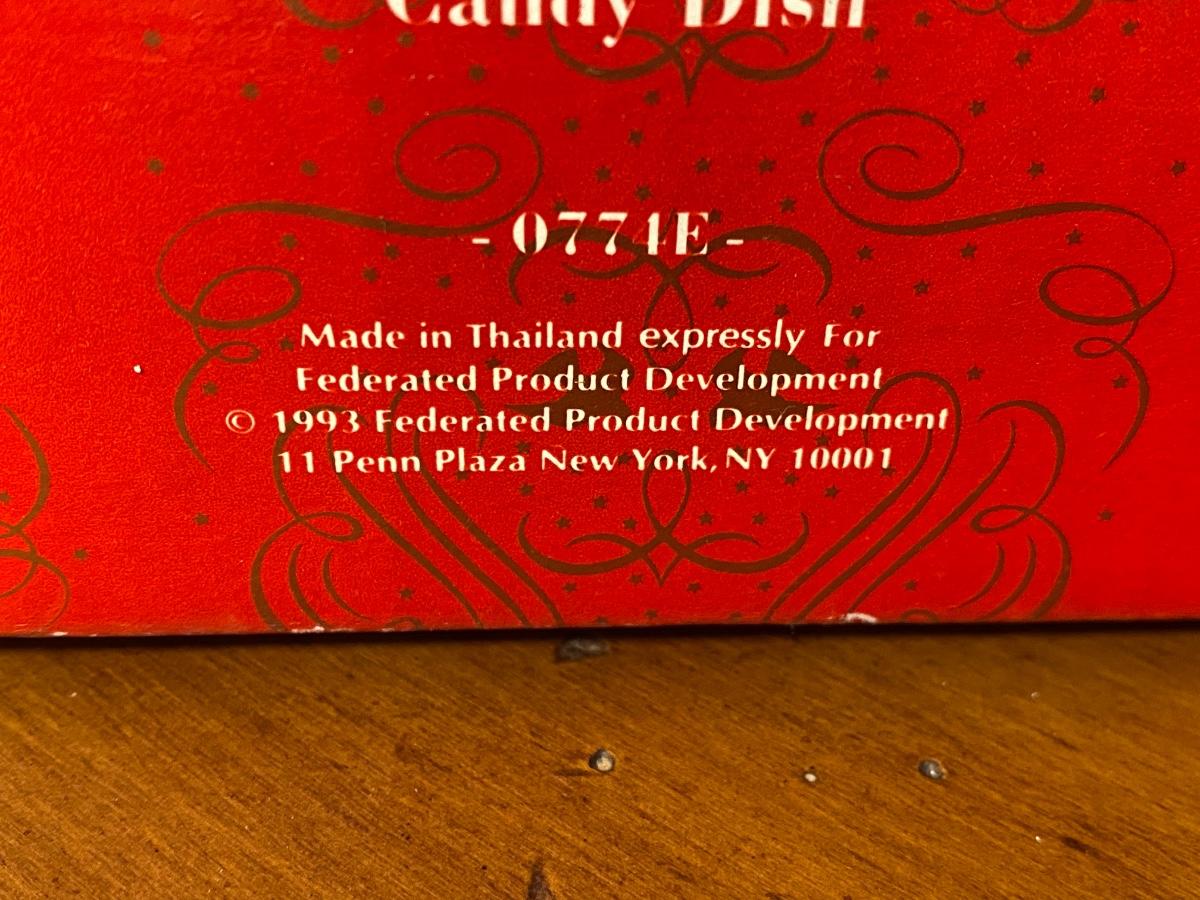 Candy Dish
- 0774E -
Made in Thailand expressly For
Federated Product Development
© 1993 Federated Product Development
11 Penn Plaza New York, NY 10001